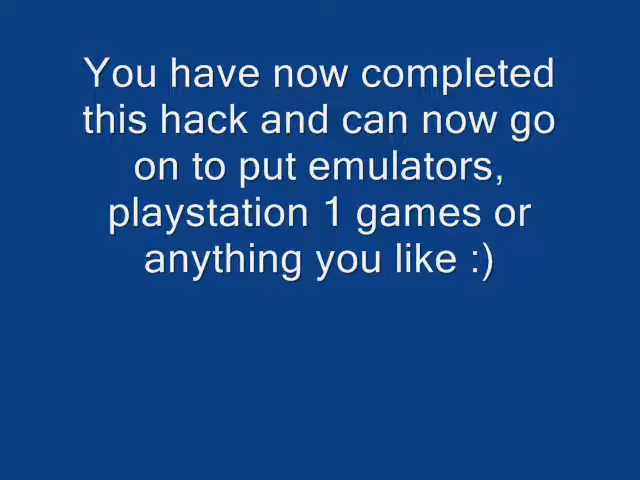 You have now completed
this hack and can now go
on to put emulators,
playstation 1 games or
anything you like :)